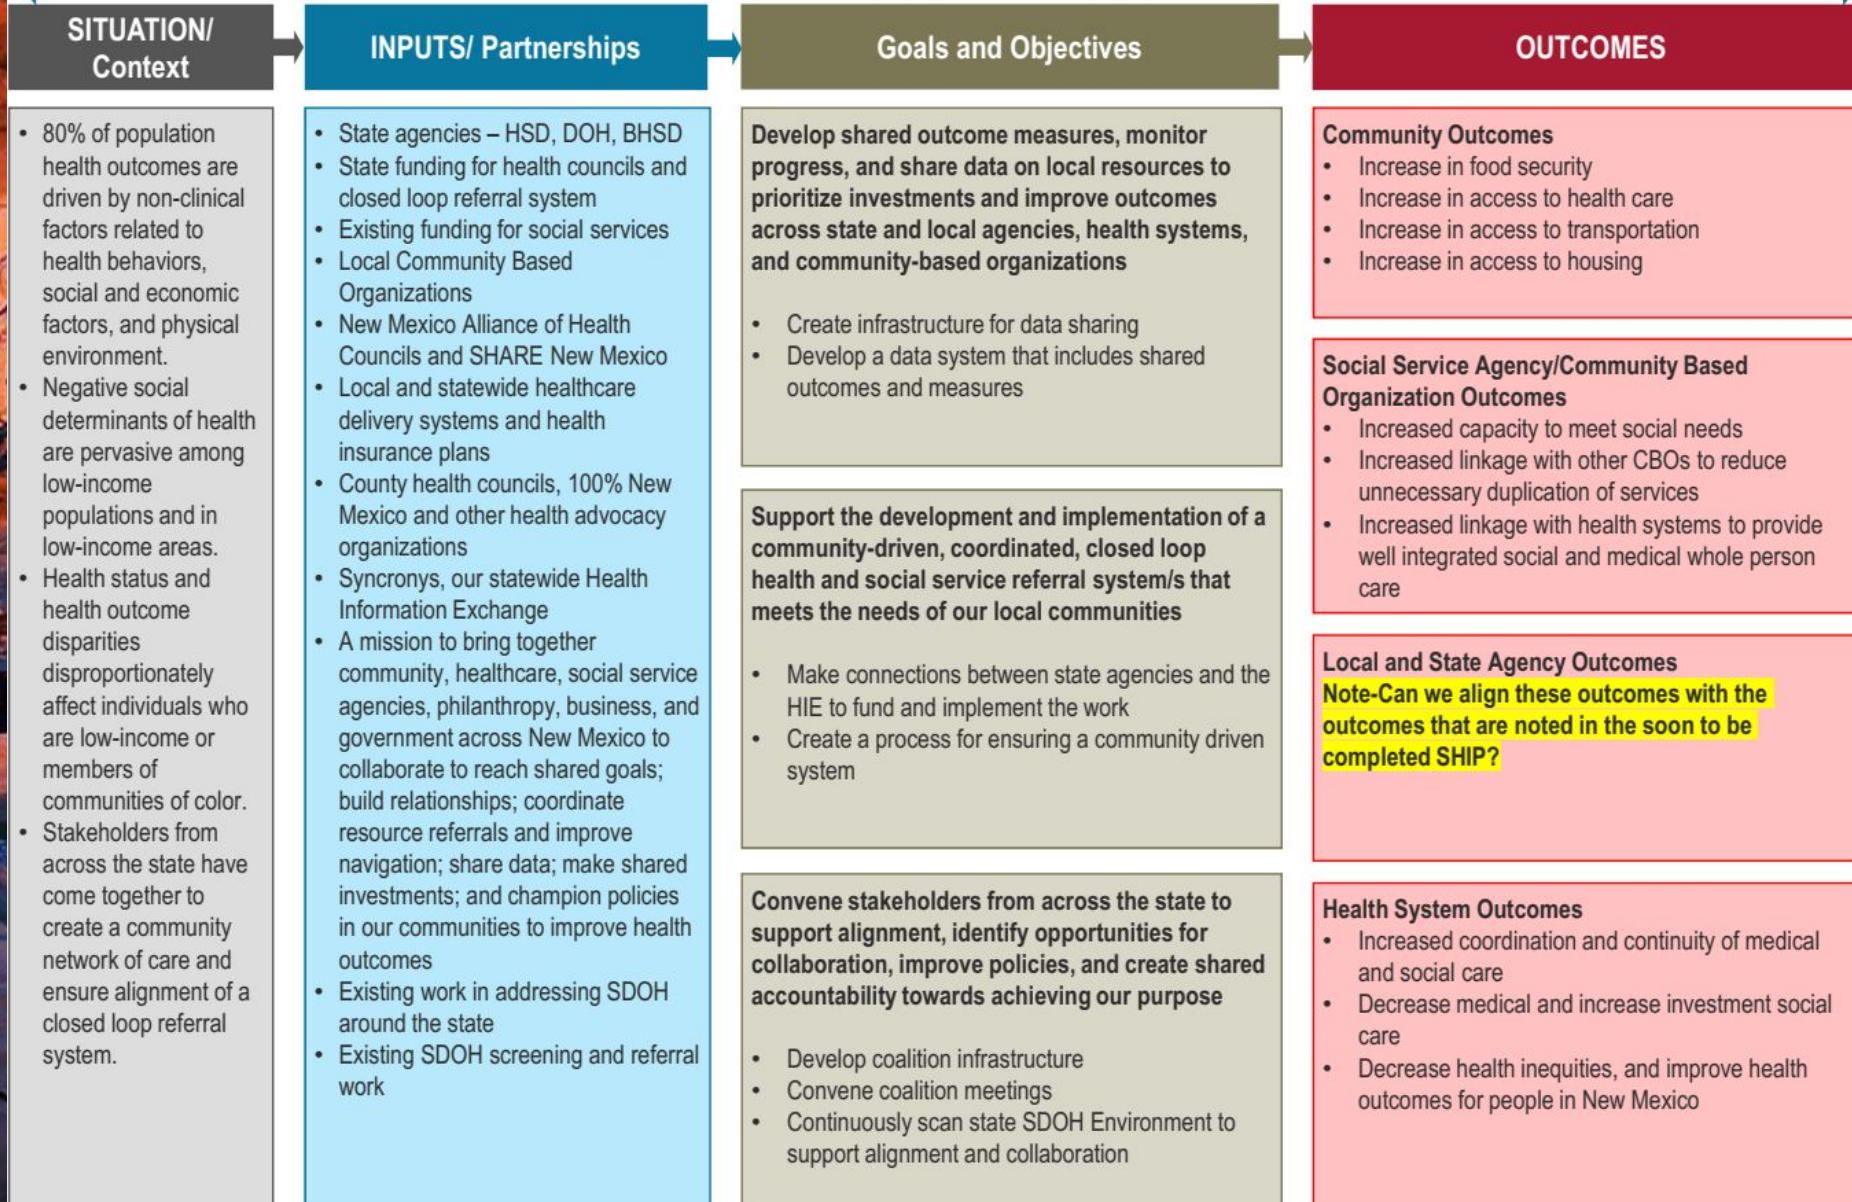 SITUATION/
Context
• 80% of population
health outcomes are
driven by non-clinical
factors related to
health behaviors,
social and economic
factors, and physical
environment.
• Negative social
determinants of health
are pervasive among
low-income
populations and in
low-income areas.
• Health status and
health outcome
disparities
disproportionately
affect individuals who
are low-income or
members of
communities of color.
• Stakeholders from
across the state have
come together to
create a community
network of care and
ensure alignment of a
closed loop referral
system.
INPUTS/ Partnerships
• State agencies – HSD, DOH, BHSD
• State funding for health councils and
closed loop referral system
• Existing funding for social services
• Local Community Based
Organizations
• New Mexico Alliance of Health
Councils and SHARE New Mexico
• Local and statewide healthcare
delivery systems and health
insurance plans
• County health councils, 100% New
Mexico and other health advocacy
organizations
• Syncronys, our statewide Health
Information Exchange
• A mission to bring together
community, healthcare, social service
agencies, philanthropy, business, and
government across New Mexico to
collaborate to reach shared goals;
build relationships; coordinate
resource referrals and improve
navigation; share data; make shared
investments; and champion policies
in our communities to improve health
outcomes
• Existing work in addressing SDOH
around the state
• Existing SDOH screening and referral
work
Goals and Objectives
Develop shared outcome measures, monitor
progress, and share data on local resources to
prioritize investments and improve outcomes
across state and local agencies, health systems,
and community-based organizations
• Create infrastructure for data sharing
• Develop a data system that includes shared
outcomes and measures
Support the development and implementation of a
community-driven, coordinated, closed loop
health and social service referral system/s that
meets the needs of our local communities
• Make connections between state agencies and the
HIE to fund and implement the work
• Create a process for ensuring a community driven
system
Convene stakeholders from across the state to
support alignment, identify opportunities for
collaboration, improve policies, and create shared
accountability towards achieving our purpose
• Develop coalition infrastructure
• Convene coalition meetings
• Continuously scan state SDOH Environment to
support alignment and collaboration
OUTCOMES
Community Outcomes
• Increase in food security
• Increase in access to health care
• Increase in access to transportation
• Increase in access to housing
Social Service Agency/Community Based
Organization Outcomes
• Increased capacity to meet social needs
• Increased linkage with other CBOs to reduce
unnecessary duplication of services
• Increased linkage with health systems to provide
well integrated social and medical whole person
care
Local and State Agency Outcomes
Note-Can we align these outcomes with the
outcomes that are noted in the soon to be
completed SHIP?
Health System Outcomes
• Increased coordination and continuity of medical
and social care
• Decrease medical and increase investment social
care
• Decrease health inequities, and improve health
outcomes for people in New Mexico